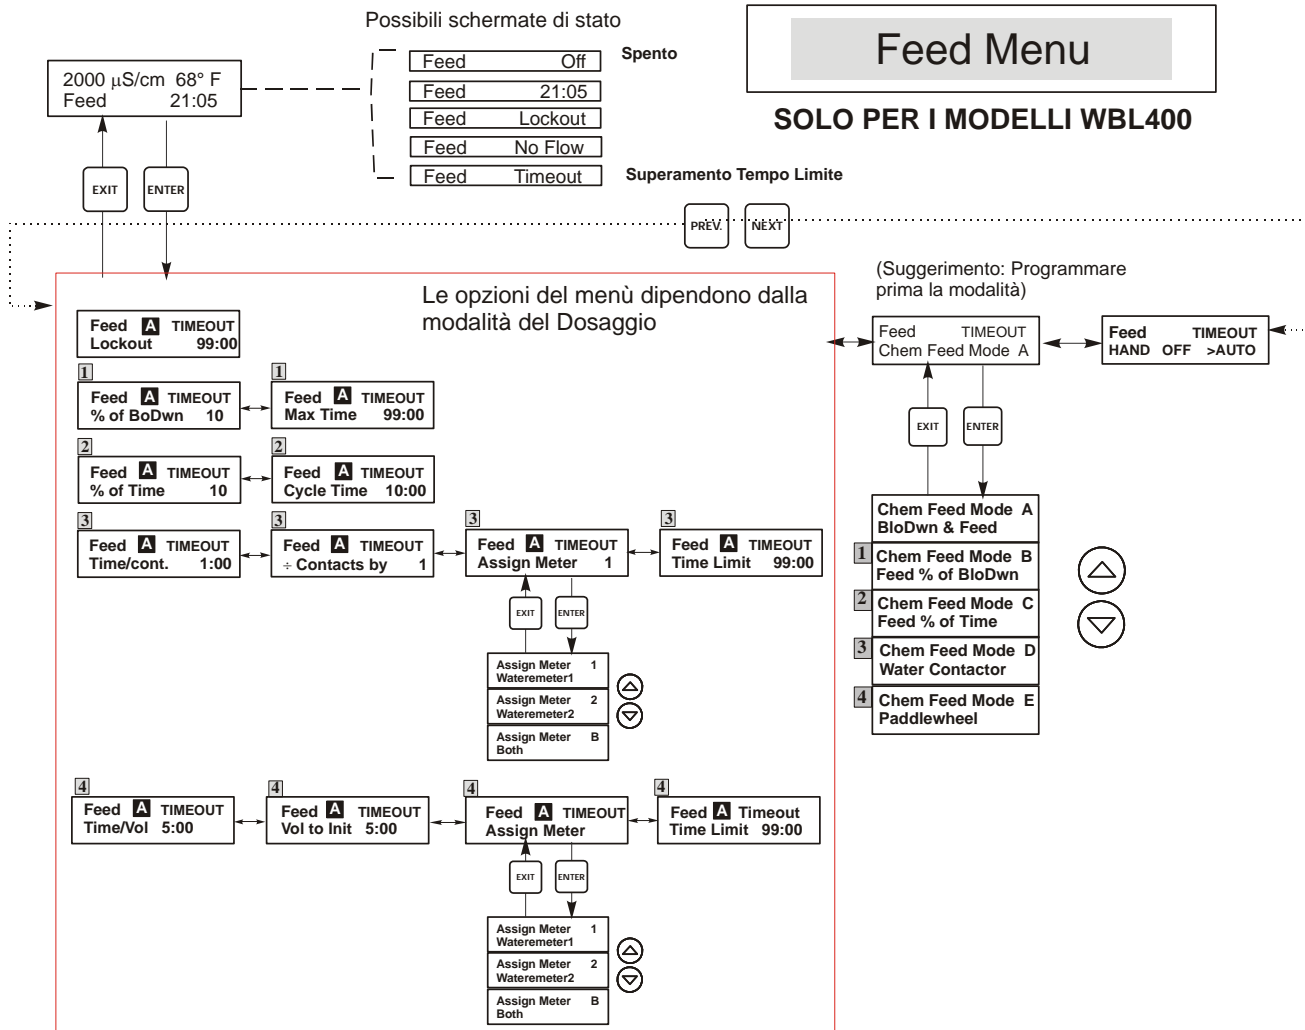 Possibili schermate di stato
Feed Menu
SOLO PER I MODELLI WBL400
2000 µS/cm 68° F
Feed 21:05
Feed Off
Spento
Feed 21:05
Feed Lockout
Feed No Flow
Feed Timeout
Superamento Tempo Limite
EXIT
ENTER
PREV.
NEXT
Le opzioni del menù dipendono dalla
modalità del Dosaggio
(Suggerimento: Programmare
prima la modalità)
Feed TIMEOUT
Chem Feed Mode A
Feed TIMEOUT
HAND OFF >AUTO
EXIT
ENTER
Chem Feed Mode A
BloDwn & Feed
1
Chem Feed Mode B
Feed % of BloDwn
2
Chem Feed Mode C
Feed % of Time
3
Chem Feed Mode D
Water Contactor
4
Chem Feed Mode E
Paddlewheel
Feed A TIMEOUT
Lockout 99:00
1
Feed A TIMEOUT
% of BoDwn 10
1
Feed A TIMEOUT
Max Time 99:00
2
Feed A TIMEOUT
% of Time 10
2
Feed A TIMEOUT
Cycle Time 10:00
3
Feed A TIMEOUT
Time/cont. 1:00
3
Feed A TIMEOUT
÷ Contacts by 1
3
Feed A TIMEOUT
Assign Meter 1
3
Feed A TIMEOUT
Time Limit 99:00
EXIT
ENTER
Assign Meter 1
Wateremeter1
Assign Meter 2
Wateremeter2
Assign Meter B
Both
4
Feed A TIMEOUT
Time/Vol 5:00
4
Feed A TIMEOUT
Vol to Init 5:00
4
Feed A TIMEOUT
Assign Meter
4
Feed A Timeout
Time Limit 99:00
EXIT
ENTER
Assign Meter 1
Wateremeter1
Assign Meter 2
Wateremeter2
Assign Meter B
Both